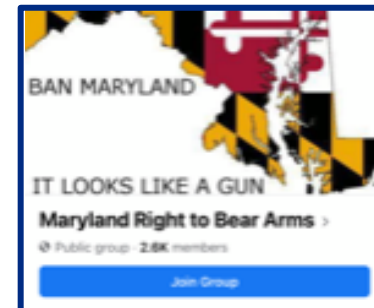 BAN MARYLAND
IT LOOKS LIKE A GUN
Maryland Right to Bear Arms >
Public group · 2.6K members
Join Group